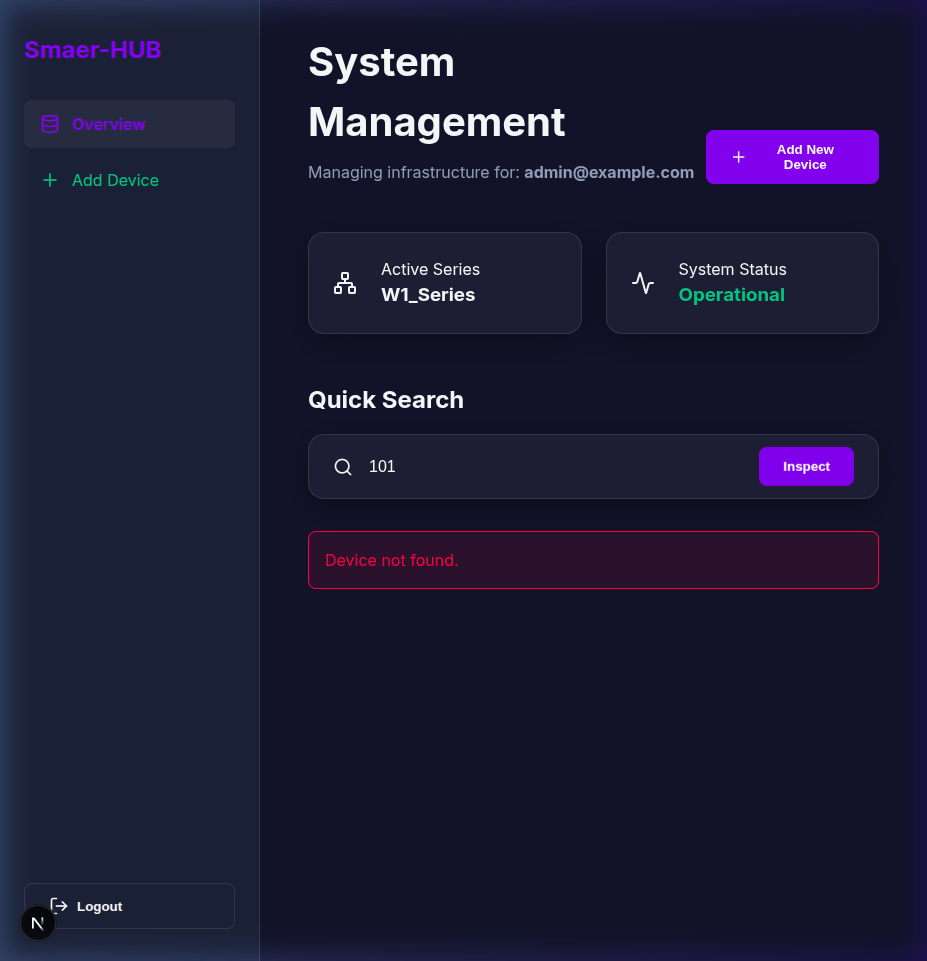 Smaer-HUB
Overview
Add Device
System
Management
Managing infrastructure for: admin@example.com
Add New
Device
Active Series
W1_Series
System Status
Operational
Quick Search
101
Inspect
Device not found.
Logout
N